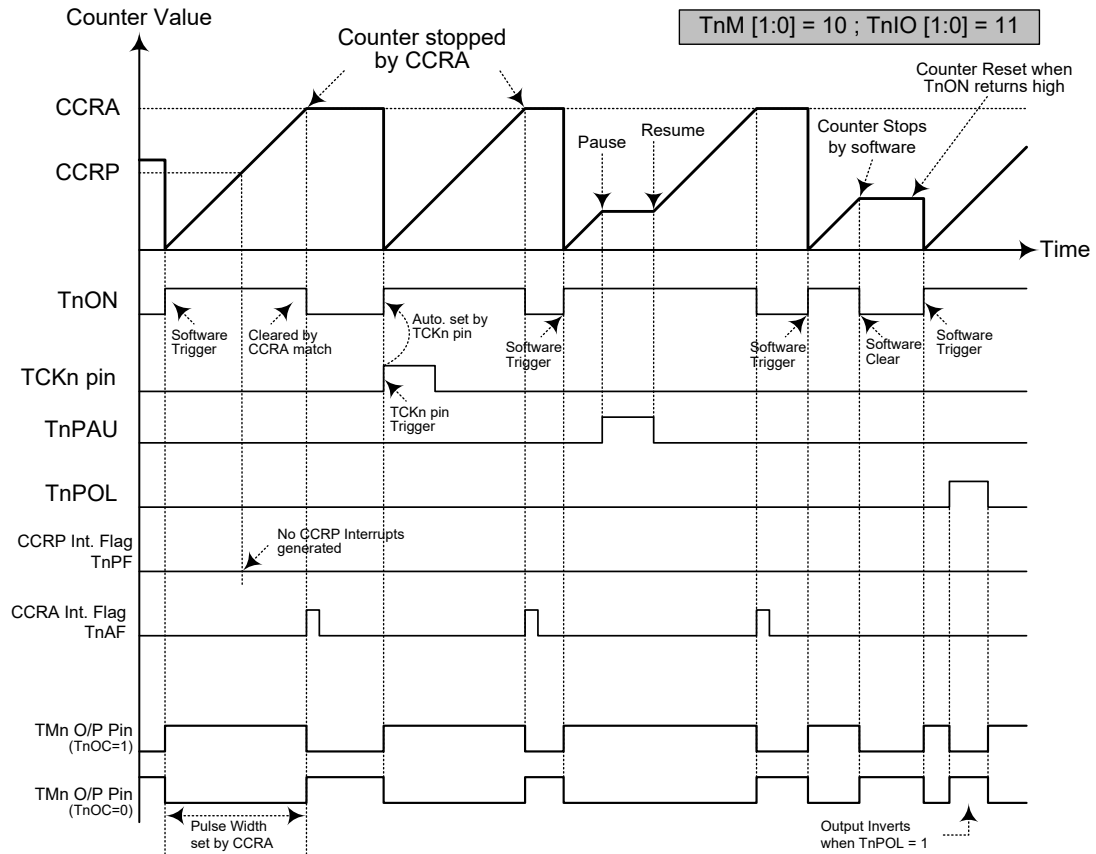 Counter Value
TnM [1:0] = 10 ; TnIO [1:0] = 11
Counter stopped
by CCRA
Counter Reset when
TnON returns high
CCRA
Counter Stops
by software
Pause
Resume
CCRP
Time
TnON
Software
Trigger
Cleared by
CCRA match
Auto. set by
TCKn pin
Software
Trigger
Software
Trigger
Software
Clear
Software
Trigger
TCKn pin
TCKn pin
Trigger
TnPAU
TnPOL
CCRP Int. Flag
TnPF
No CCRP Interrupts
generated
CCRA Int. Flag
TnAF
TMn O/P Pin
(TnOC=1)
TMn O/P Pin
(TnOC=0)
Pulse Width
set by CCRA
Output Inverts
when TnPOL = 1